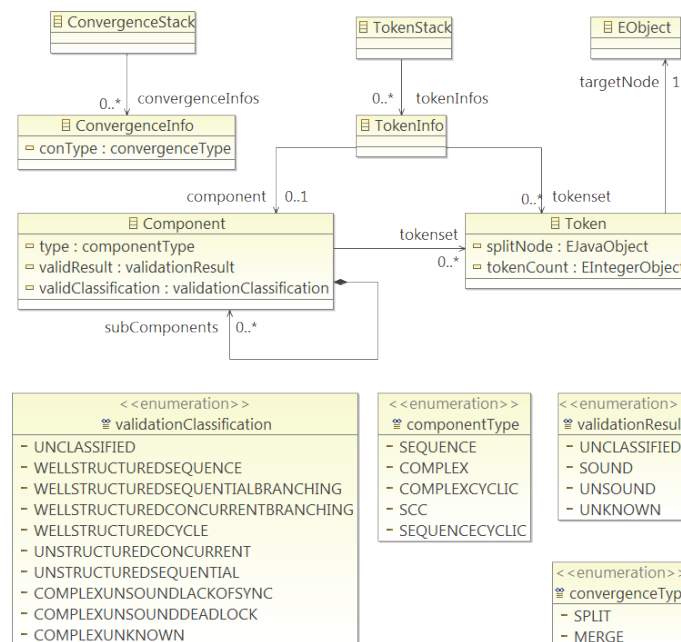 ConvergenceStack
TokenStack
EObject
targetNode 1
0..* convergenceInfos
0..* tokenInfos
ConvergenceInfo
conType : convergenceType
TokenInfo
component 0..1
0..* tokenset
Component
type : componentType
validResult : validationResult
validClassification : validationClassification
tokenset
0..*
Token
splitNode : EJavaObject
tokenCount : EIntegerObject
subComponents 0..*
<<enumeration>>
validationClassification
- UNCLASSIFIED
- WELLSTRUCTUREDSEQUENCE
- WELLSTRUCTUREDSEQUENTIALBRANCHING
- WELLSTRUCTUREDCONCURRENTBRANCHING
- WELLSTRUCTUREDCYCLE
- UNSTRUCTUREDCONCURRENT
- UNSTRUCTUREDSEQUENTIAL
- COMPLEXUNSOUNDLACKOFSYNC
- COMPLEXUNSOUNDDEADLOCK
- COMPLEXUNKNOWN
<<enumeration>>
componentType
- SEQUENCE
- COMPLEX
- COMPLEXCYCLIC
- SCC
- SEQUENCECYCLIC
<<enumeration>
validationResul
- UNCLASSIFIED
- SOUND
- UNSOUND
- UNKNOWN
<<enumeration>>
convergenceTyp
- SPLIT
- MERGE